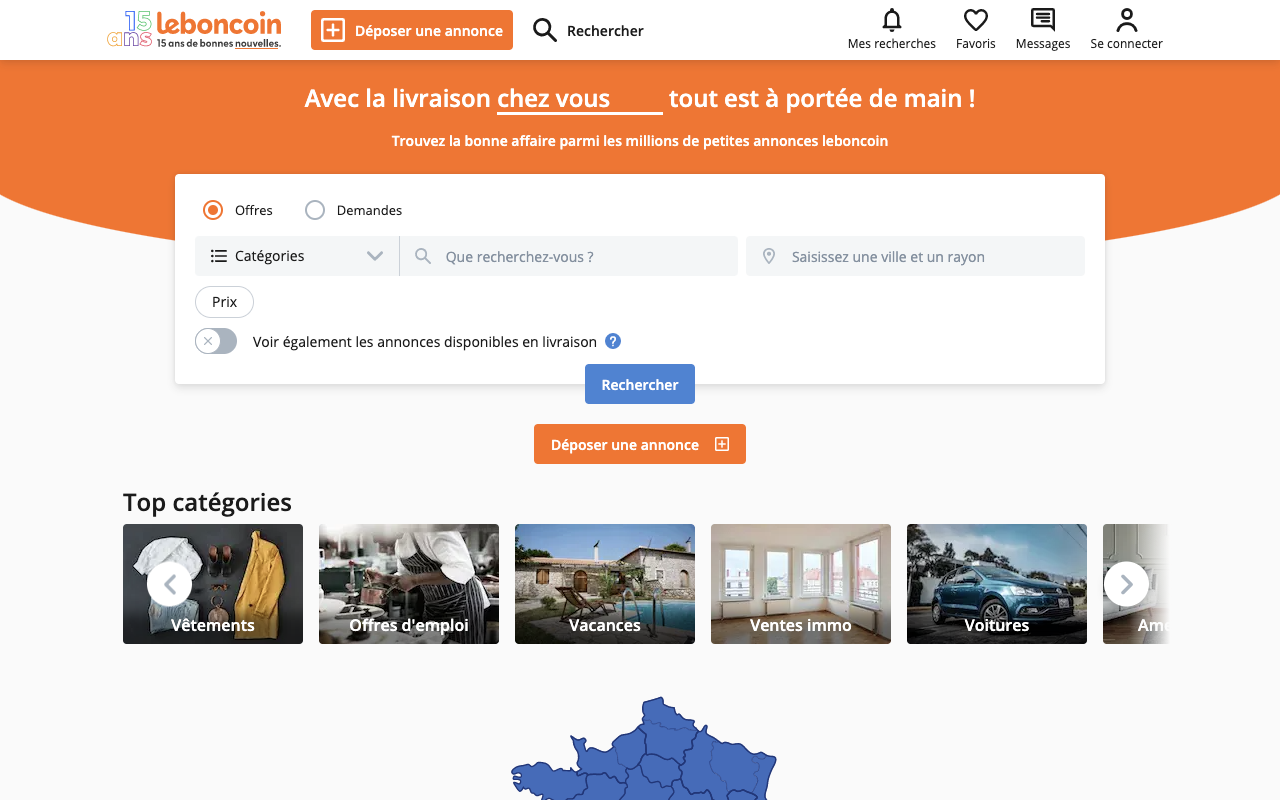 15 ans leboncoin
15 ans de bonnes nouvelles.
Déposer une annonce
Rechercher
Mes recherches
Favoris
Messages
Se connecter
Avec la livraison chez vous tout est à portée de main !
Trouvez la bonne affaire parmi les millions de petites annonces leboncoin
Offres
Demandes
Catégories
Que recherchez-vous ?
Saisissez une ville et un rayon
Prix
Voir également les annonces disponibles en livraison ?
Rechercher
Déposer une annonce
Top catégories
Vêtements
Offres d'emploi
Vacances
Ventes immo
Voitures